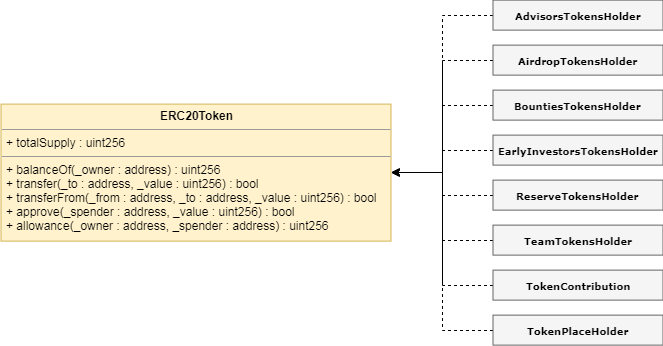 ERC20Token
+ totalSupply : uint256
+ balanceOf(_owner : address) : uint256
+ transfer(_to : address, _value : uint256) : bool
+ transferFrom(_from : address, _to : address, _value : uint256) : bool
+ approve(_spender : address, _value : uint256) : bool
+ allowance(_owner : address, _spender : address) : uint256
AdvisorsTokensHolder
AirdropTokensHolder
BountiesTokensHolder
EarlyInvestorsTokensHolder
ReserveTokensHolder
TeamTokensHolder
TokenContribution
TokenPlaceHolder